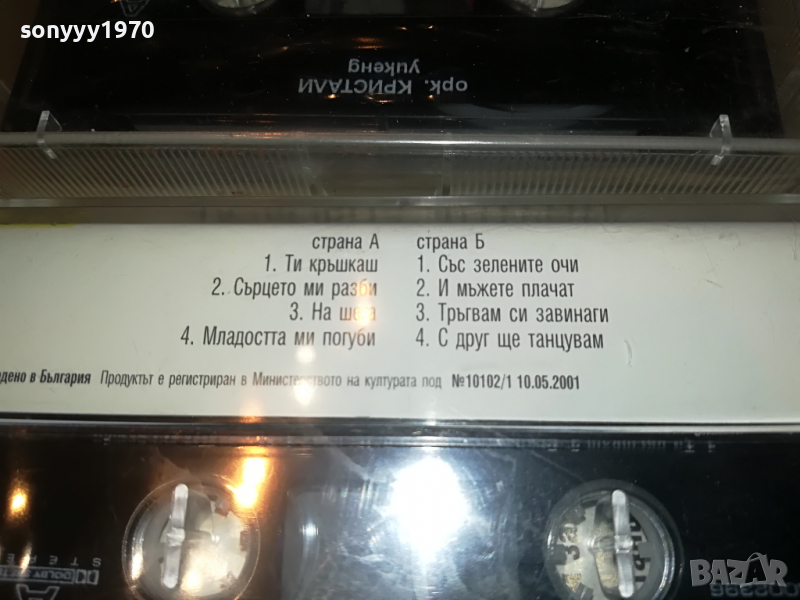 sonyyy1970
орк. КРИСТАЛИ
уикенд
страна А
1. Ти кръшкаш
2. Сърцето ми разби
3. На шега
4. Младостта ми погуби
страна Б
1. Със зелените очи
2. И мъжете плачат
3. Тръгвам си завинаги
4. С друг ще танцувам
дено в България Продуктът е регистриран в Министерството на културата под №10102/1 10.05.2001
BAZAR